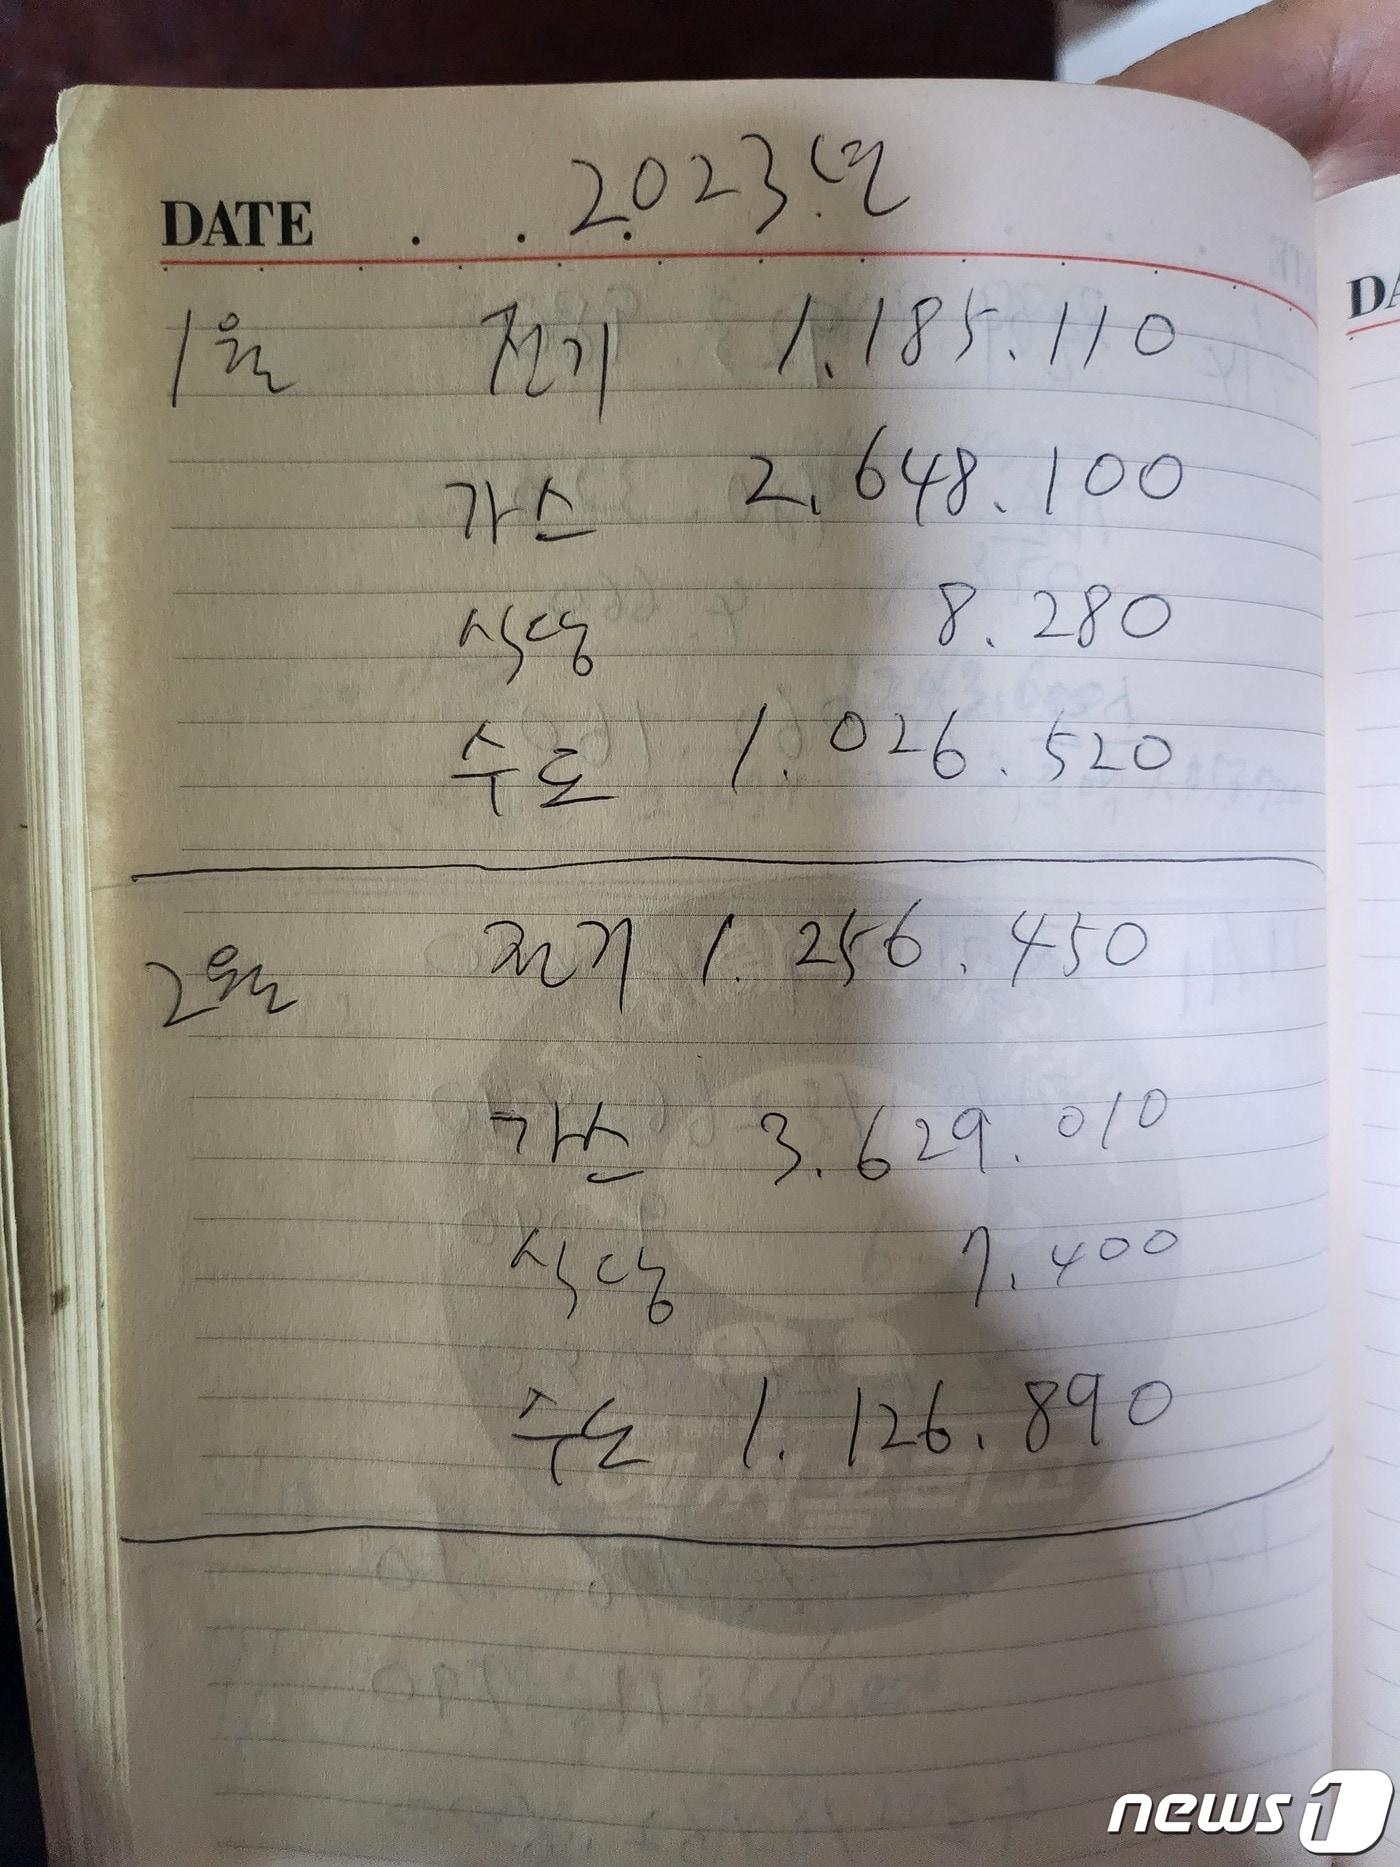 2023년
DATE . . .
DA
1월 전기 1.185.110
가스 2.648.100
식당 8.280
수도 1.026.520
2월 전기 1.256.450
가스 3.629.010
식당 7.400
수도 1.126.890
news1